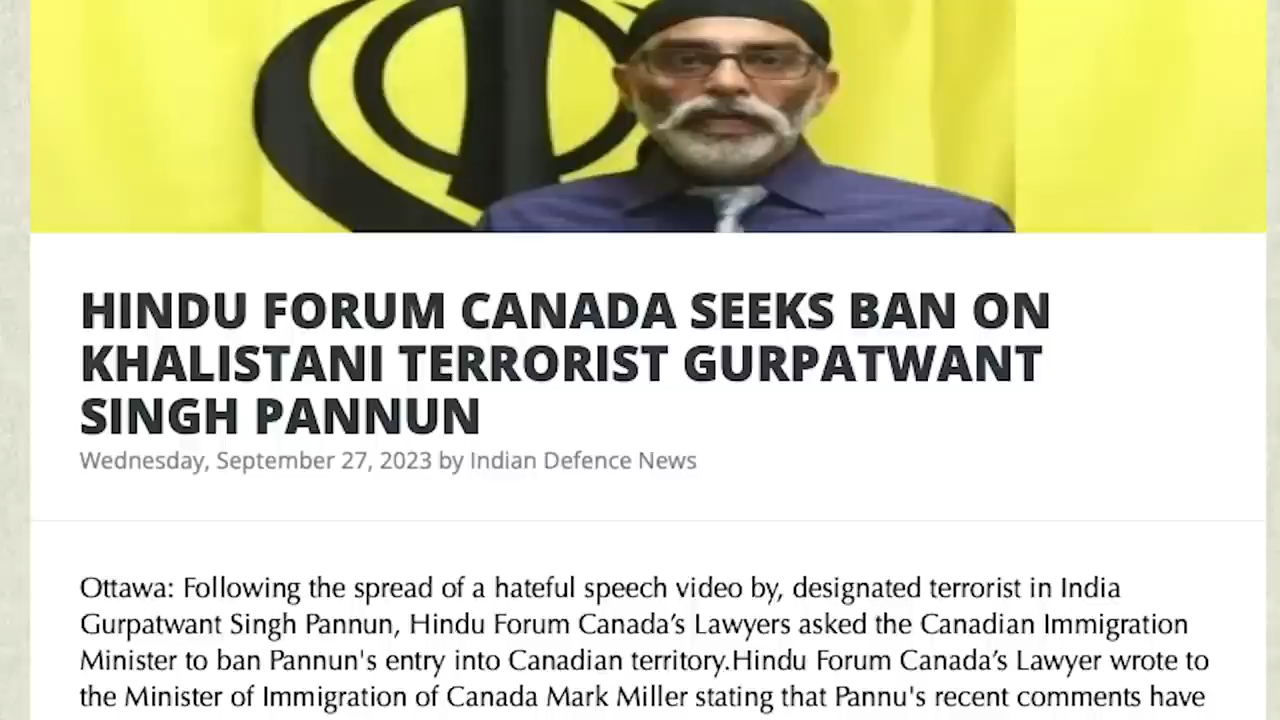 HINDU FORUM CANADA SEEKS BAN ON
KHALISTANI TERRORIST GURPATWANT
SINGH PANNUN
Wednesday, September 27, 2023 by Indian Defence News
Ottawa: Following the spread of a hateful speech video by, designated terrorist in India
Gurpatwant Singh Pannun, Hindu Forum Canada’s Lawyers asked the Canadian Immigration
Minister to ban Pannun's entry into Canadian territory.Hindu Forum Canada’s Lawyer wrote to
the Minister of Immigration of Canada Mark Miller stating that Pannu's recent comments have